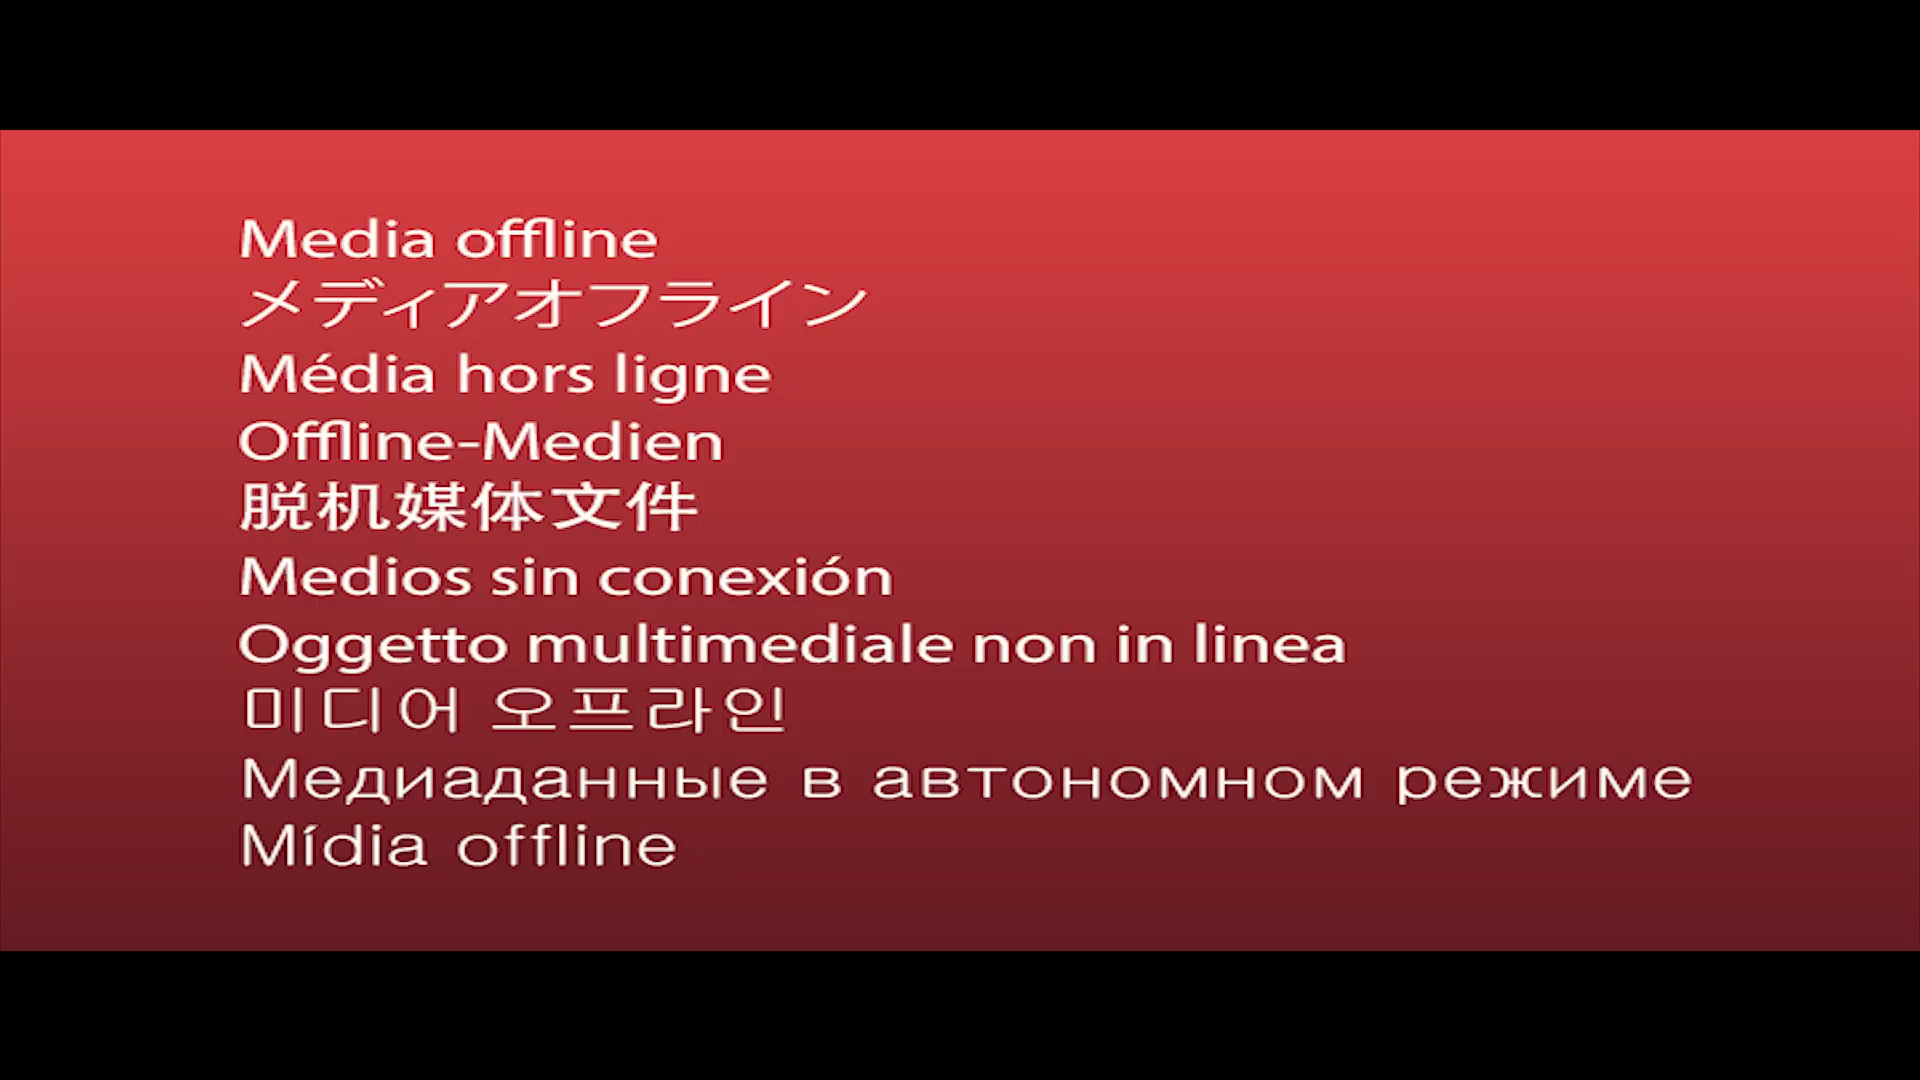 Media offline
メディアオフライン
Média hors ligne
Offline-Medien
脱机媒体文件
Medios sin conexión
Oggetto multimediale non in linea
미디어 오프라인
Медиаданные в автономном режиме
Mídia offline